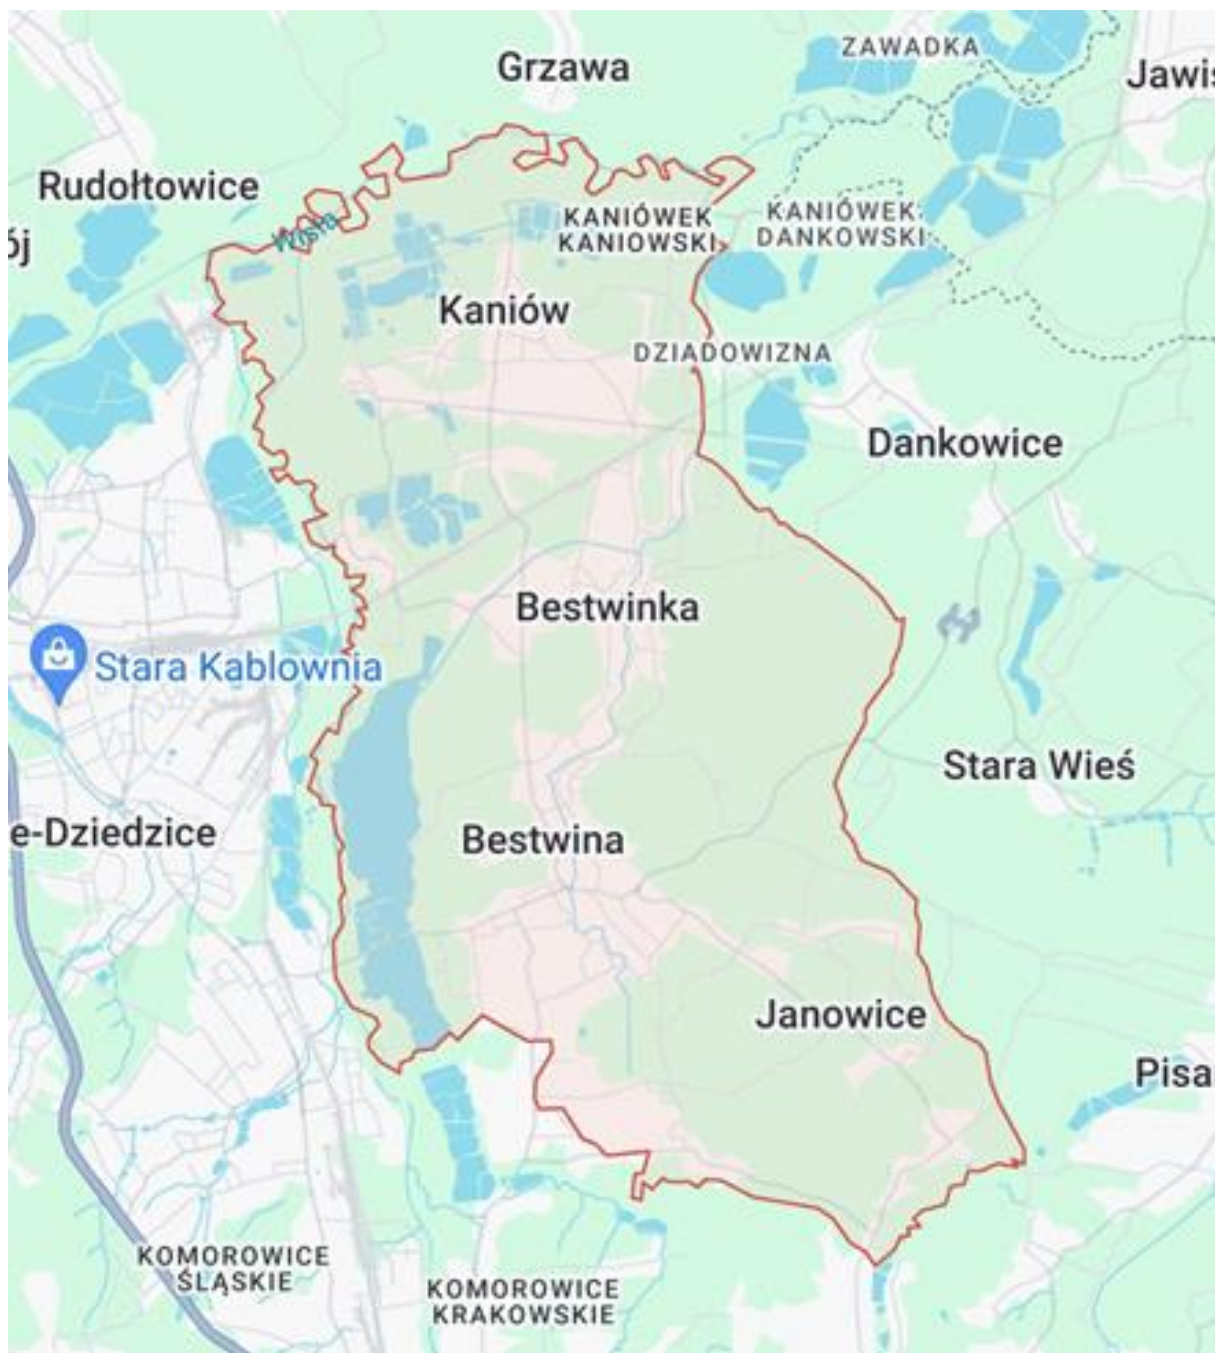 ZAWADKA
Grzawa
Jawis
Rudołtowice
Wisła
KANIÓWEK
KANIOWSKI
KANIÓWEK
DANKOWSKI
ój
Kaniów
DZIADOWIZNA
Dankowice
Bestwinka
Stara Kablownia
Stara Wieś
e-Dziedzice
Bestwina
Janowice
Pisa
KOMOROWICE
ŚLĄSKIE
KOMOROWICE
KRAKOWSKIE